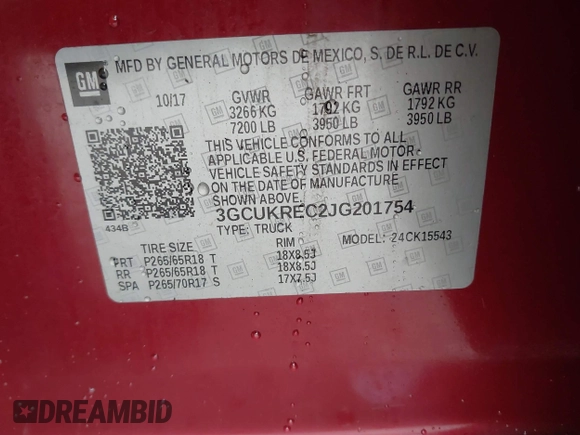 GM
MFD BY GENERAL MOTORS DE MEXICO, S. DE R.L. DE C.V.
10/17 GVWR GAWR FRT GAWR RR
3266 KG 1792 KG 1792 KG
7200 LB 3950 LB 3950 LB
THIS VEHICLE CONFORMS TO ALL
APPLICABLE U.S. FEDERAL MOTOR
VEHICLE SAFETY STANDARDS IN EFFECT
ON THE DATE OF MANUFACTURE
SHOWN ABOVE.
434B 3GCUKREC2JG201754
TYPE: TRUCK MODEL: 24CK15543
TIRE SIZE RIM
FRT P265/65R18 T 18X8.5J
RR P265/65R18 T 18X8.5J
SPA P265/70R17 S 17X7.5J
DREAMBID